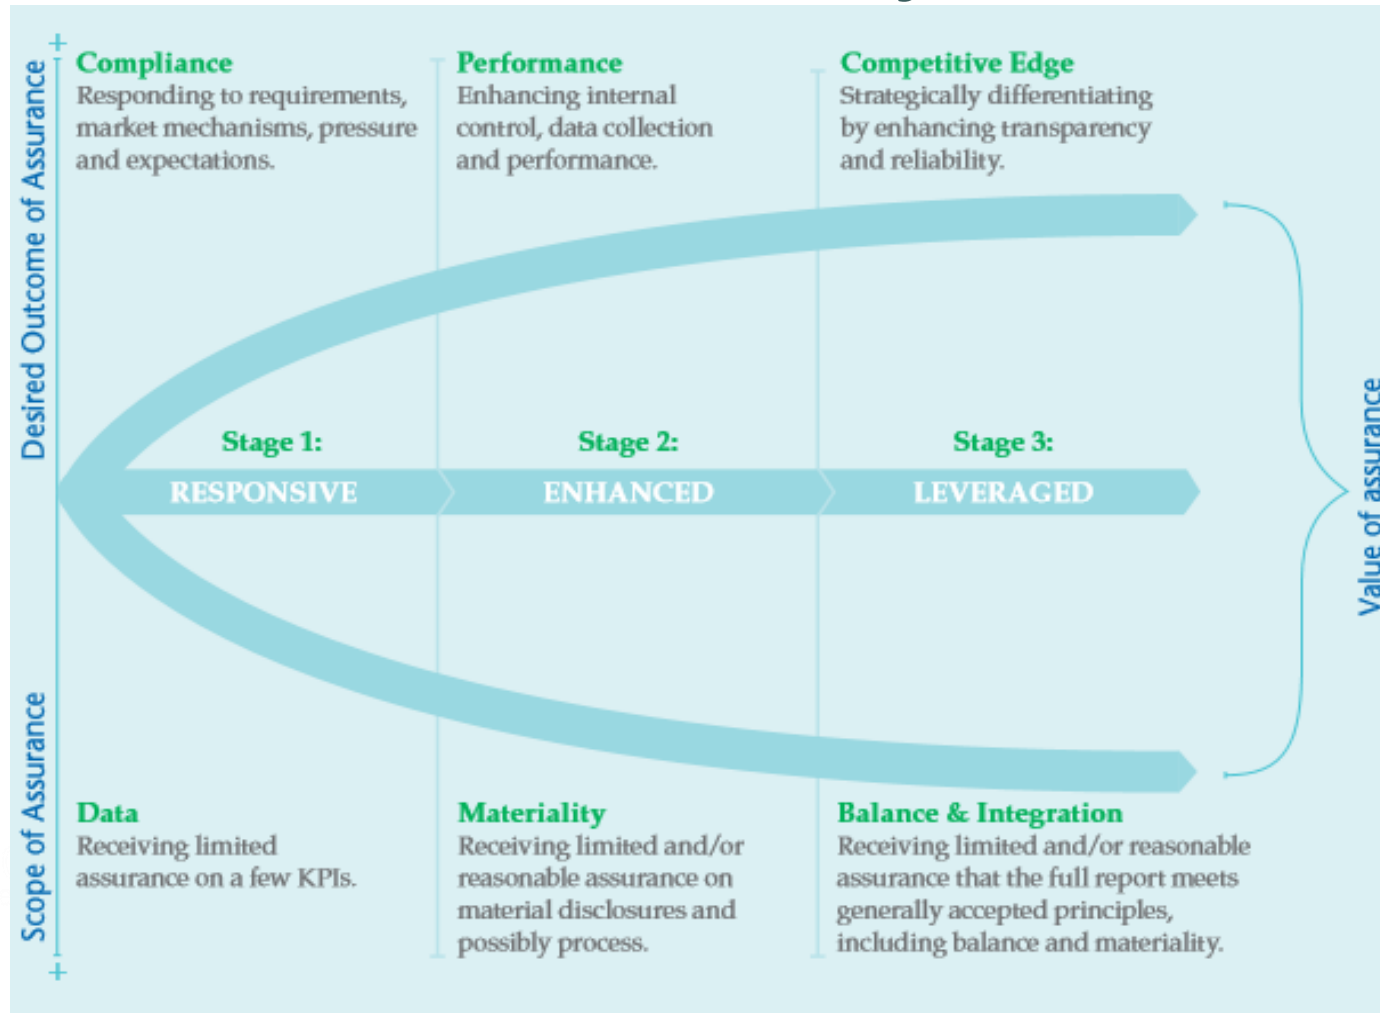 Desired Outcome of Assurance
Scope of Assurance
+
Compliance
Responding to requirements,
market mechanisms, pressure
and expectations.
Performance
Enhancing internal
control, data collection
and performance.
Competitive Edge
Strategically differentiating
by enhancing transparency
and reliability.
Stage 1:
RESPONSIVE
Stage 2:
ENHANCED
Stage 3:
LEVERAGED
Value of assurance
Data
Receiving limited
assurance on a few KPIs.
Materiality
Receiving limited and/or
reasonable assurance on
material disclosures and
possibly process.
Balance & Integration
Receiving limited and/or reasonable
assurance that the full report meets
generally accepted principles,
including balance and materiality.
+